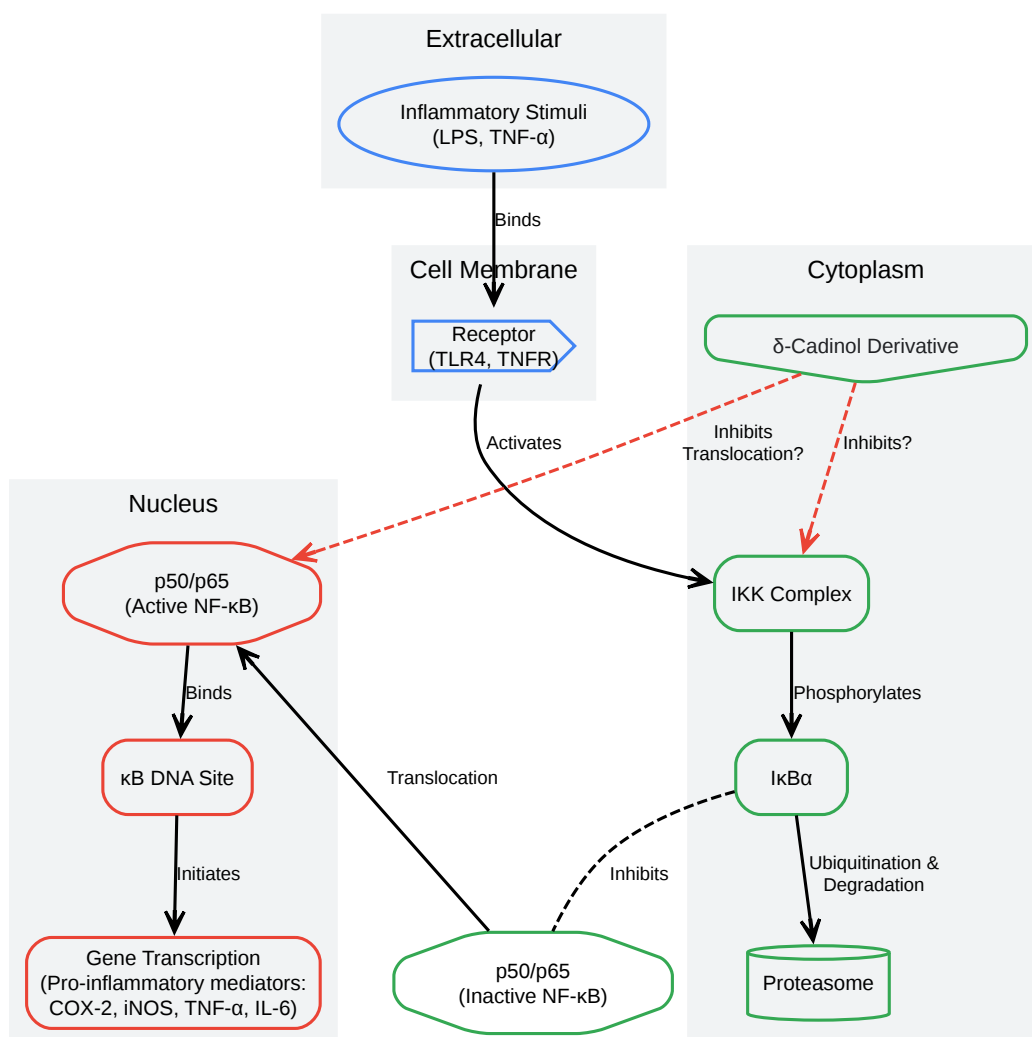 Extracellular
Inflammatory Stimuli
(LPS, TNF-α)
Binds
Cell Membrane
Receptor
(TLR4, TNFR)
Cytoplasm
δ-Cadinol Derivative
Activates
Inhibits
Translocation?
Inhibits?
Nucleus
p50/p65
(Active NF-κB)
IKK Complex
Binds
Phosphorylates
κB DNA Site
Translocation
IκBα
Initiates
Inhibits
Ubiquitination &
Degradation
Gene Transcription
(Pro-inflammatory mediators:
COX-2, iNOS, TNF-α, IL-6)
p50/p65
(Inactive NF-κB)
Proteasome